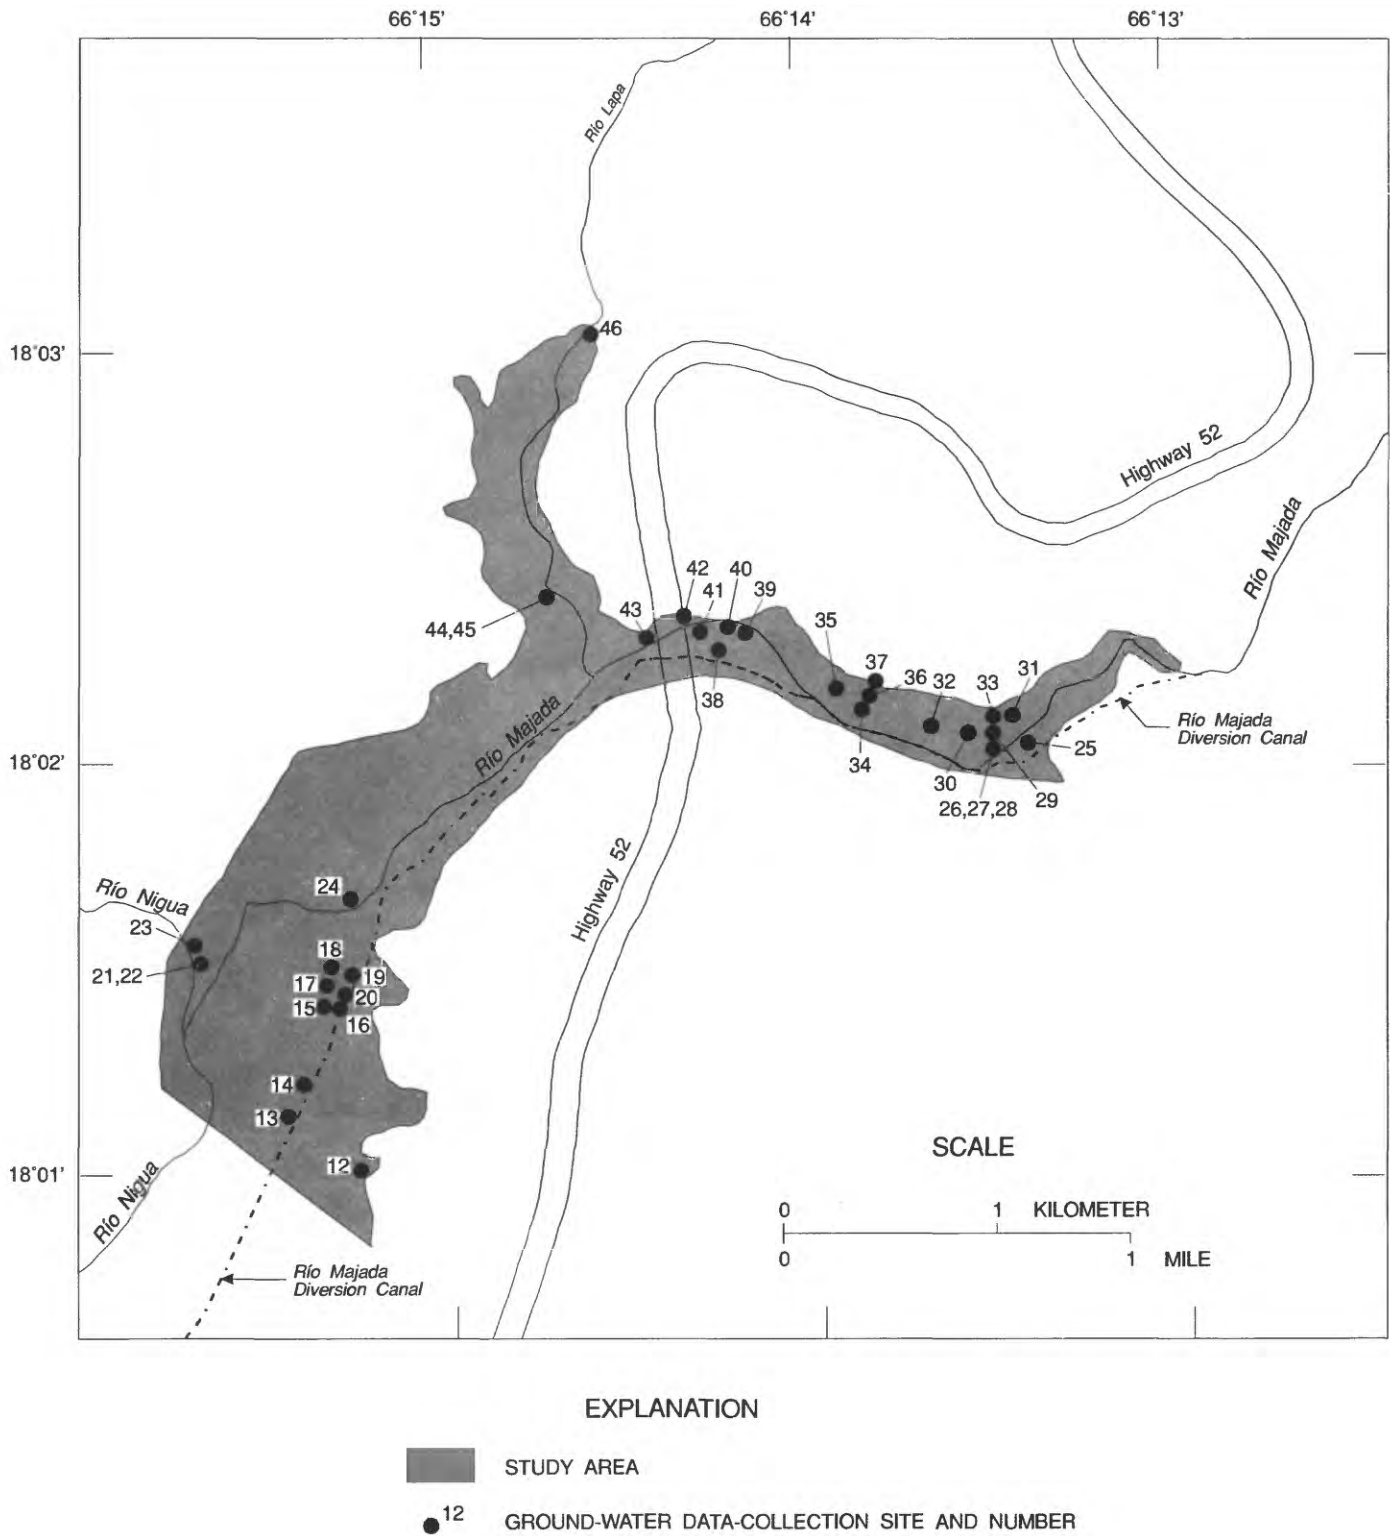 66°15'
66°14'
66°13'
Río Lapa
46
18°03'
Highway 52
Río Majada
42
40
41
39
43
44,45
35
37
36
32
33
31
38
Río Majada
Diversion Canal
Río Majada
34
30
25
18°02'
29
26,27,28
Highway 52
24
Río Nigua
23
18
21,22
17
19
20
15
16
14
13
SCALE
12
18°01'
Río Nigua
0 1 KILOMETER
0 1 MILE
Río Majada
Diversion Canal
EXPLANATION
STUDY AREA
12 GROUND-WATER DATA-COLLECTION SITE AND NUMBER